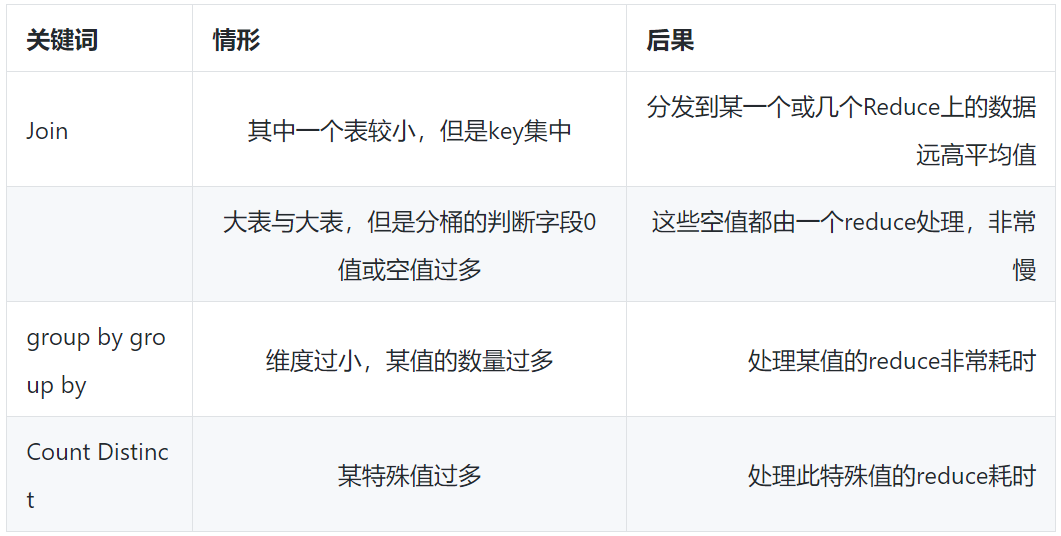 关键词 情形 后果
Join 其中一个表较小，但是key集中 分发到某一个或几个Reduce上的数据
远高平均值
大表与大表，但是分桶的判断字段0 这些空值都由一个reduce处理，非常
值或空值过多 慢
group by gro
up by 维度过小，某值的数量过多 处理某值的reduce非常耗时
Count Distinc
t 某特殊值过多 处理此特殊值的reduce耗时